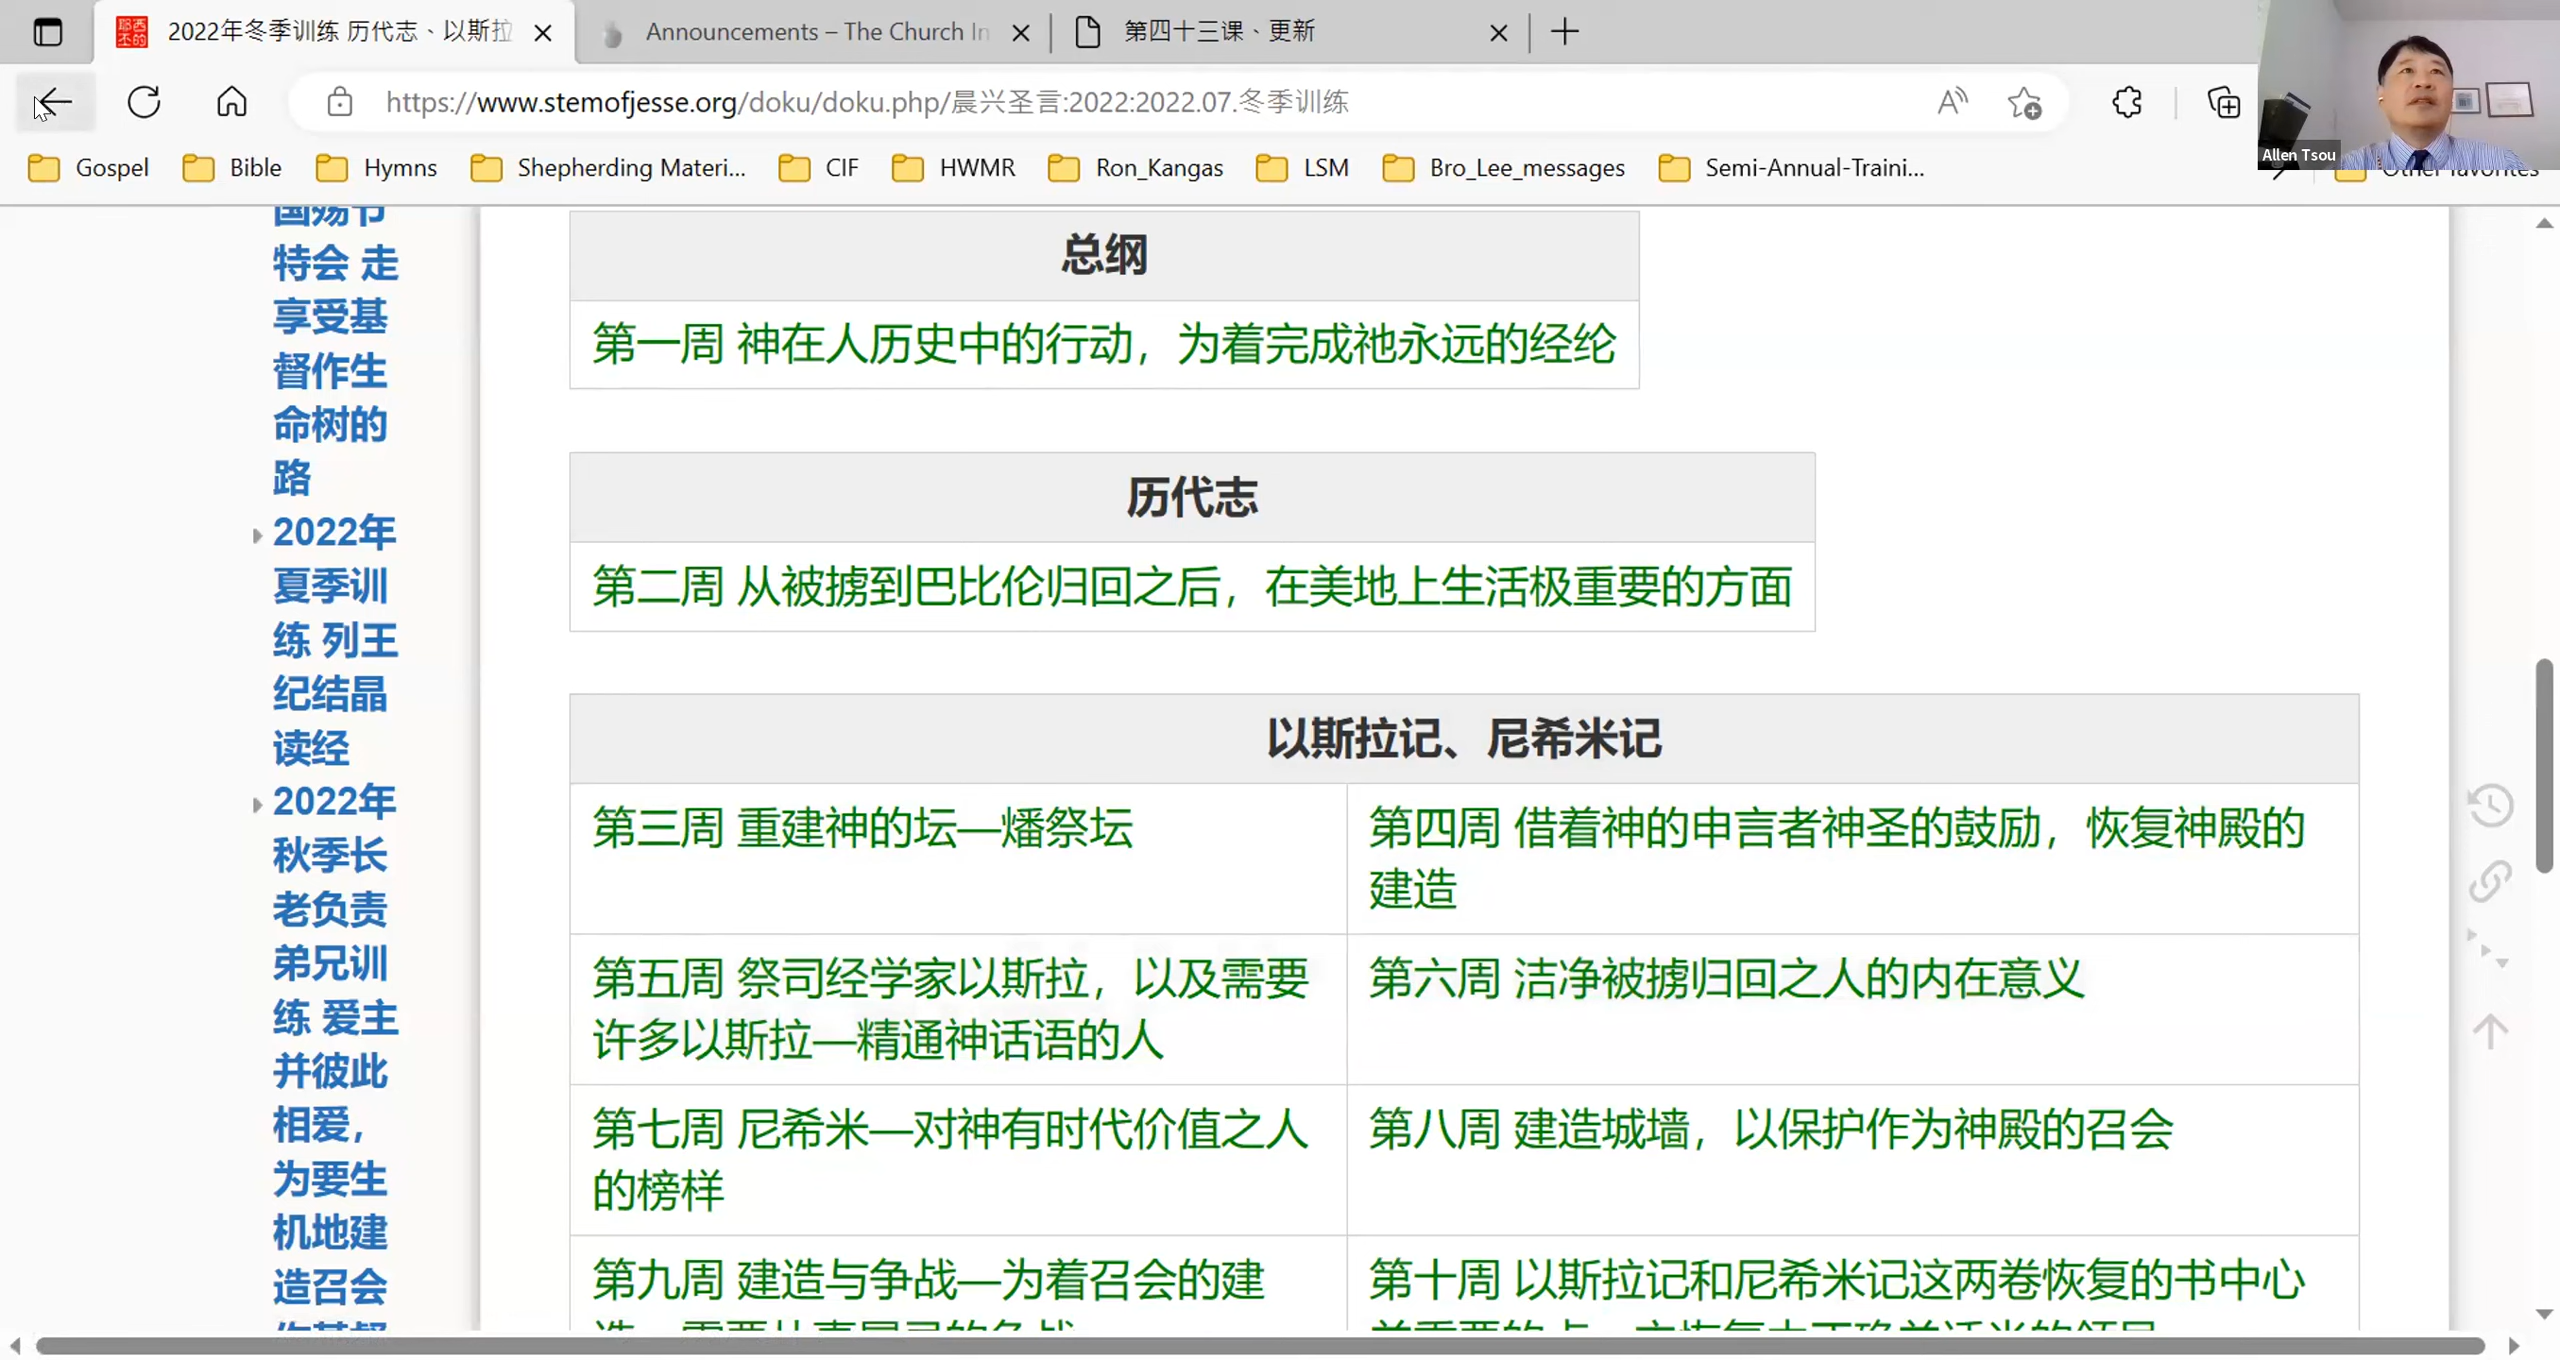 2022年冬季训练 历代志、以斯拉
Announcements – The Church In
第四十三课、更新
https://www.stemofjesse.org/doku/doku.php/晨兴圣言:2022:2022.07.冬季训练
Allen Tsou
Gospel
Bible
Hymns
Shepherding Materi...
CIF
HWMR
Ron_Kangas
LSM
Bro_Lee_messages
Semi-Annual-Traini...
Other favorites
特会 走
享受基
督作生
命树的
路
2022年
夏季训
练 列王
纪结晶
读经
2022年
秋季长
老负责
弟兄训
练 爱主
并彼此
相爱，
为要生
机地建
造召会
总纲
第一周 神在人历史中的行动，为着完成祂永远的经纶
历代志
第二周 从被掳到巴比伦归回之后，在美地上生活极重要的方面
以斯拉记、尼希米记
第三周 重建神的坛—燔祭坛
第四周 借着神的申言者神圣的鼓励，恢复神殿的
建造
第五周 祭司经学家以斯拉，以及需要
许多以斯拉—精通神话语的人
第六周 洁净被掳归回之人的内在意义
第七周 尼希米—对神有时代价值之人
的榜样
第八周 建造城墙，以保护作为神殿的召会
第九周 建造与争战—为着召会的建
第十周 以斯拉记和尼希米记这两卷恢复的书中心